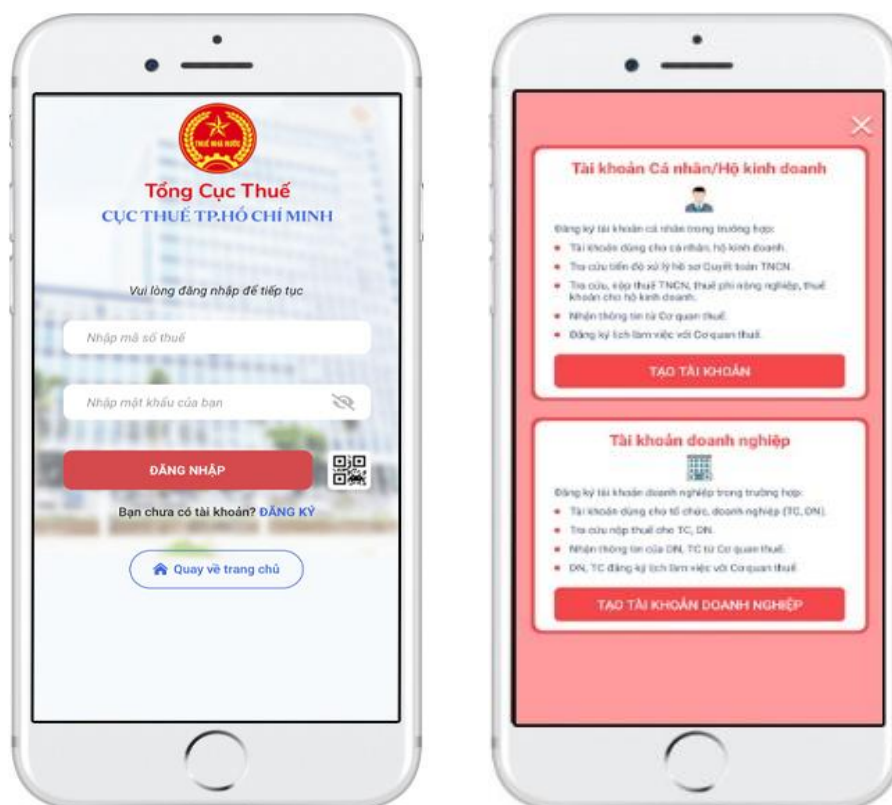 THUẾ NHÀ NƯỚC
Tổng Cục Thuế
CỤC THUẾ TP.HỒ CHÍ MINH
Vui lòng đăng nhập để tiếp tục
Nhập mã số thuế
Nhập mật khẩu của bạn
ĐĂNG NHẬP
Bạn chưa có tài khoản? ĐĂNG KÝ
Quay về trang chủ
Tài khoản Cá nhân/Hộ kinh doanh
Đăng ký tài khoản cá nhân trong trường hợp:
Tài khoản dùng cho cá nhân, hộ kinh doanh.
Tra cứu tiến độ xử lý hồ sơ Quyết toán TNCN.
Tra cứu, nộp thuế TNCN, thuế phi nông nghiệp, thuế
khoán cho hộ kinh doanh.
Nhận thông tin từ Cơ quan thuế.
Đăng ký lịch làm việc với Cơ quan thuế.
TẠO TÀI KHOẢN
Tài khoản doanh nghiệp
Đăng ký tài khoản doanh nghiệp trong trường hợp:
Tài khoản dùng cho tổ chức, doanh nghiệp (TC, DN).
Tra cứu nộp thuế cho TC, DN.
Nhận thông tin của DN, TC từ Cơ quan thuế.
DN, TC đăng ký lịch làm việc với Cơ quan thuế
TẠO TÀI KHOẢN DOANH NGHIỆP